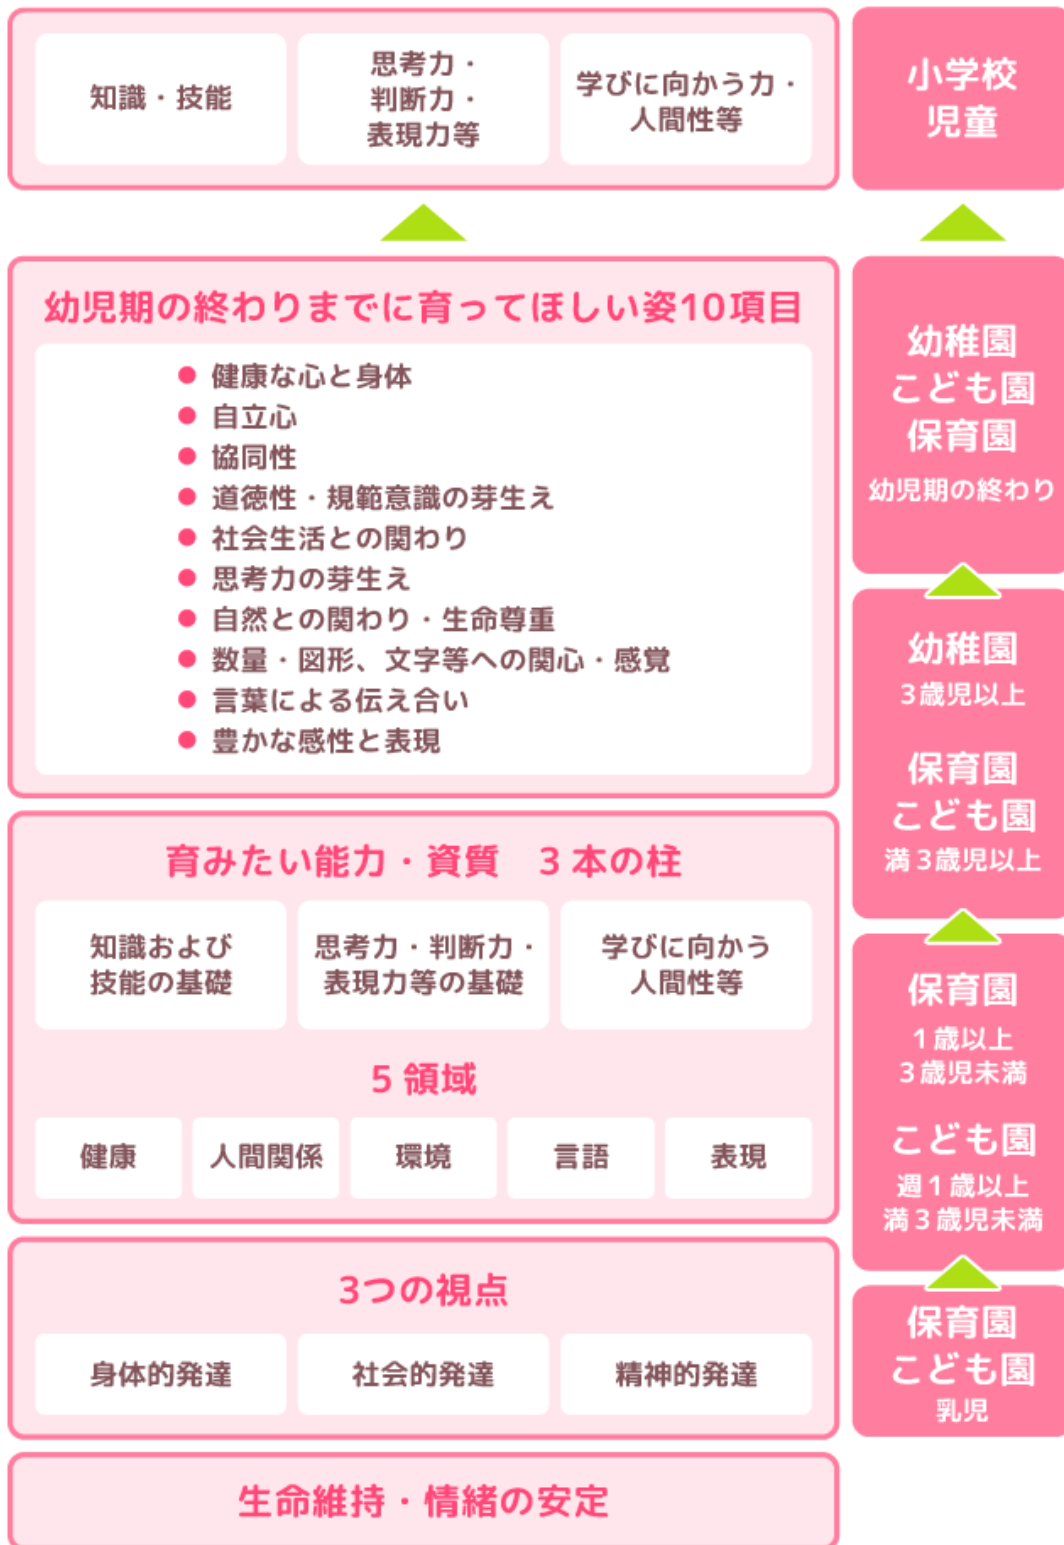 知識・技能
思考力・
判断力・
表現力等
学びに向かう力・
人間性等
小学校
児童
幼児期の終わりまでに育ってほしい姿10項目
● 健康な心と身体
● 自立心
● 協同性
● 道徳性・規範意識の芽生え
● 社会生活との関わり
● 思考力の芽生え
● 自然との関わり・生命尊重
● 数量・図形、文字等への関心・感覚
● 言葉による伝え合い
● 豊かな感性と表現
幼稚園
こども園
保育園
幼児期の終わり
幼稚園
3歳児以上
保育園
こども園
満3歳児以上
育みたい能力・資質　3本の柱
知識および
技能の基礎
思考力・判断力・
表現力等の基礎
学びに向かう
人間性等
5領域
健康
人間関係
環境
言語
表現
保育園
1歳以上
3歳児未満
こども園
週1歳以上
満3歳児未満
3つの視点
身体的発達
社会的発達
精神的発達
保育園
こども園
乳児
生命維持・情緒の安定